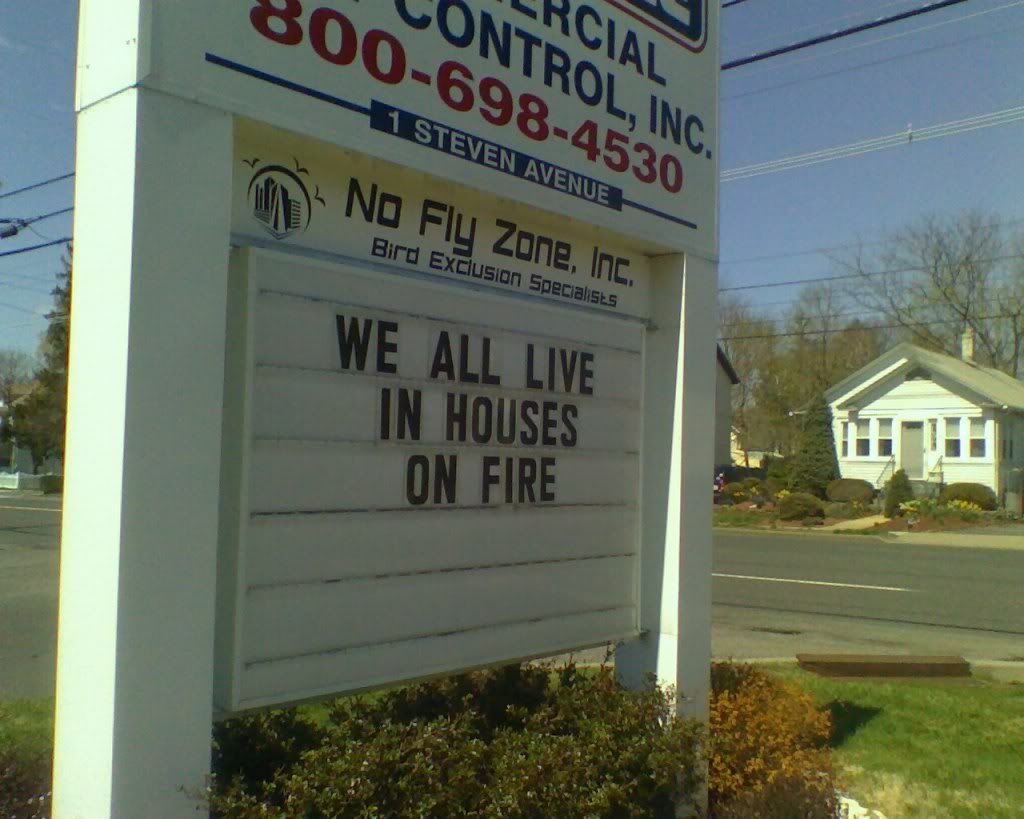 CONTROL, INC.
800-698-4530
1 STEVEN AVENUE
No Fly Zone, Inc.
Bird Exclusion Specialists
WE ALL LIVE
IN HOUSES
ON FIRE